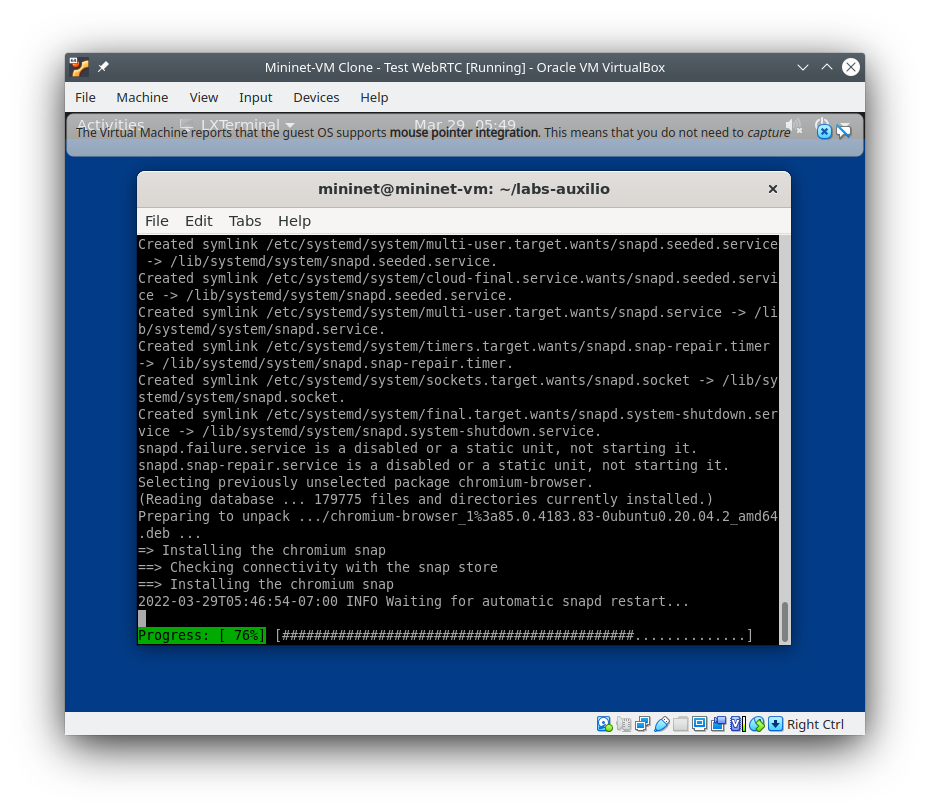 Mininet-VM Clone - Test WebRTC [Running] - Oracle VM VirtualBox
File Machine View Input Devices Help
Activities LXTerminal Mar 29 05:49
The Virtual Machine reports that the guest OS supports mouse pointer integration. This means that you do not need to capture
mininet@mininet-vm: ~/labs-auxilio
File Edit Tabs Help
Created symlink /etc/systemd/system/multi-user.target.wants/snapd.seeded.service
 -> /lib/systemd/system/snapd.seeded.service.
Created symlink /etc/systemd/system/cloud-final.service.wants/snapd.seeded.servi
ce -> /lib/systemd/system/snapd.seeded.service.
Created symlink /etc/systemd/system/multi-user.target.wants/snapd.service -> /li
b/systemd/system/snapd.service.
Created symlink /etc/systemd/system/timers.target.wants/snapd.snap-repair.timer
-> /lib/systemd/system/snapd.snap-repair.timer.
Created symlink /etc/systemd/system/sockets.target.wants/snapd.socket -> /lib/sy
stemd/system/snapd.socket.
Created symlink /etc/systemd/system/final.target.wants/snapd.system-shutdown.ser
vice -> /lib/systemd/system/snapd.system-shutdown.service.
snapd.failure.service is a disabled or a static unit, not starting it.
snapd.snap-repair.service is a disabled or a static unit, not starting it.
Selecting previously unselected package chromium-browser.
(Reading database ... 179775 files and directories currently installed.)
Preparing to unpack .../chromium-browser_1%3a85.0.4183.83-0ubuntu0.20.04.2_amd64
.deb ...
=> Installing the chromium snap
==> Checking connectivity with the snap store
==> Installing the chromium snap
2022-03-29T05:46:54-07:00 INFO Waiting for automatic snapd restart...
Progress: [ 76%] [############################################..............]
Right Ctrl